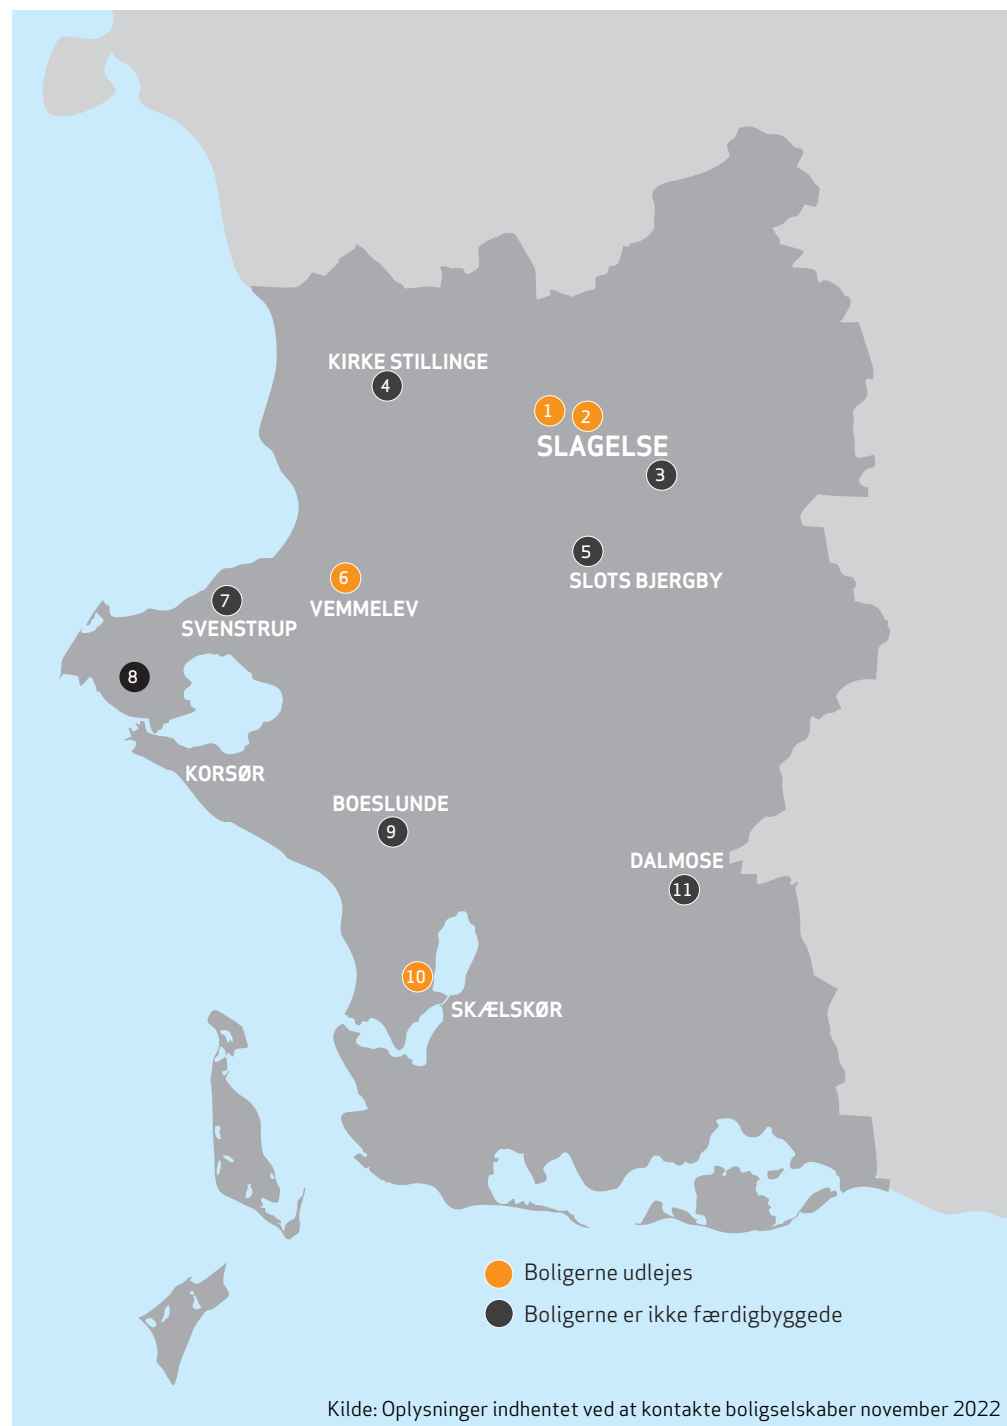 KIRKE STILLINGE
4
1
2
SLAGELSE
3
5
SLOTS BJERGBY
6
VEMMELEV
7
SVENSTRUP
8
KORSØR
BOESLUNDE
9
DALMOSE
11
10
SKÆLSKØR
Boligerne udlejes
Boligerne er ikke færdigbyggede
Kilde: Oplysninger indhentet ved at kontakte boligselskaber november 2022